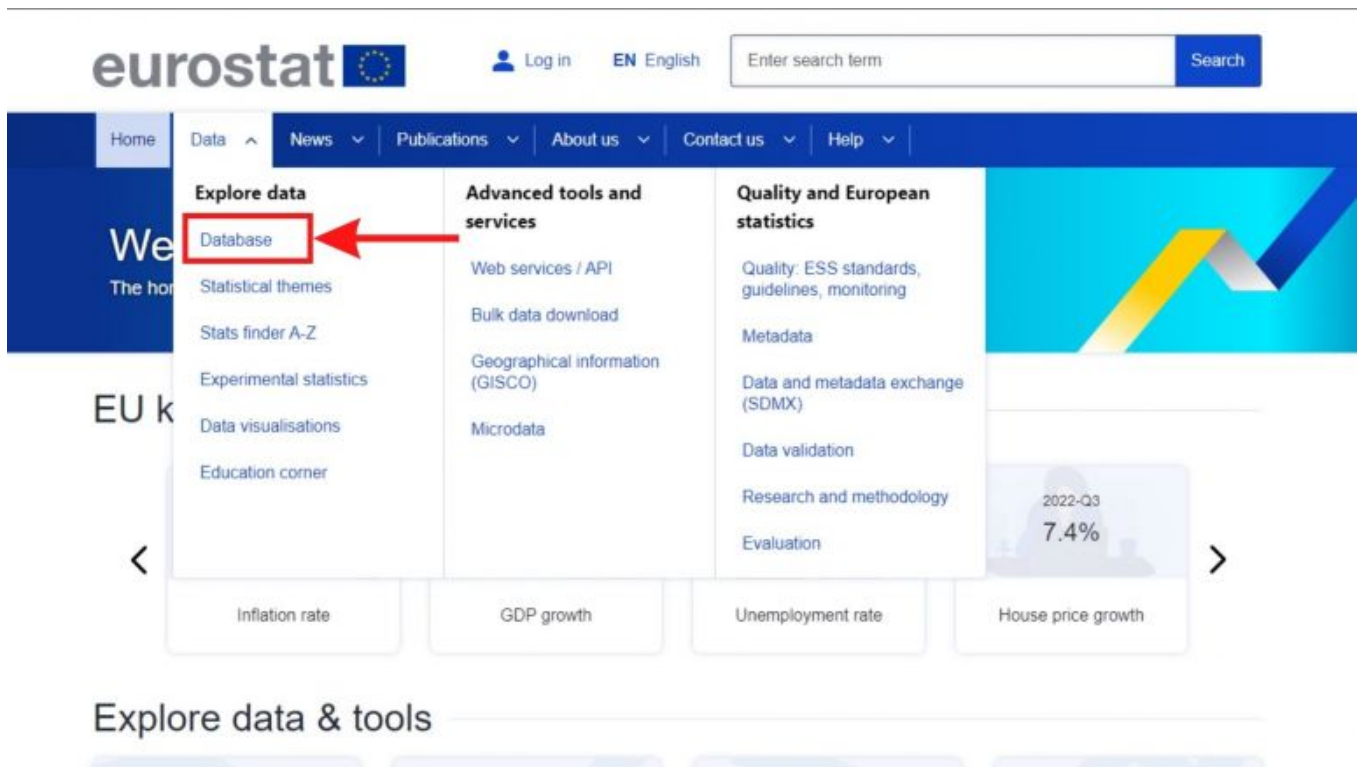 eurostat
Log in
EN English
Enter search term
Search
Home
Data
News
Publications
About us
Contact us
Help
Explore data
Database
Statistical themes
Stats finder A-Z
Experimental statistics
Data visualisations
Education corner
Advanced tools and
services
Web services / API
Bulk data download
Geographical information
(GISCO)
Microdata
Quality and European
statistics
Quality: ESS standards,
guidelines, monitoring
Metadata
Data and metadata exchange
(SDMX)
Data validation
Research and methodology
Evaluation
We
The
EU
2022-Q3
7.4%
Inflation rate
GDP growth
Unemployment rate
House price growth
Explore data & tools